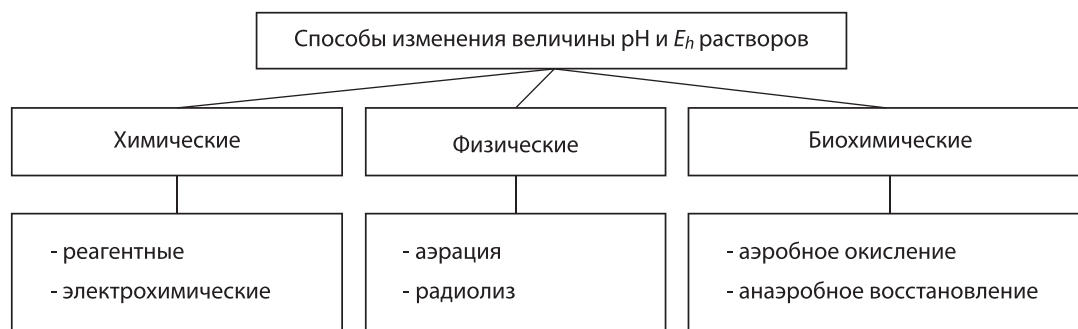 Способы изменения величины pH и Eh растворов
Химические
Физические
Биохимические
- реагентные
- электрохимические
- аэрация
- радиолиз
- аэробное окисление
- анаэробное восстановление